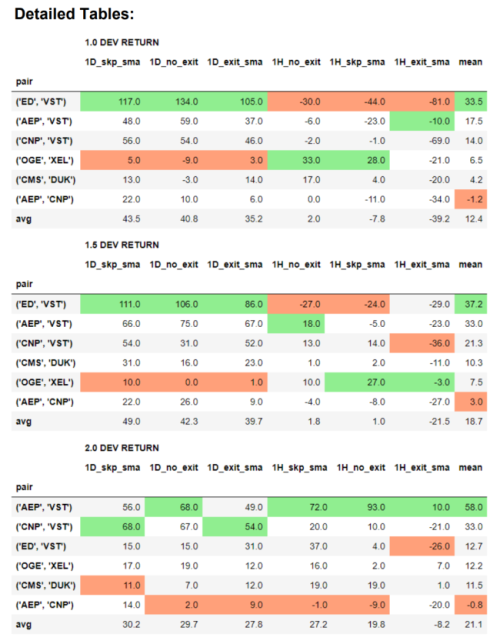 Detailed Tables:
1.0 DEV RETURN
1D_skp_sma 1D_no_exit 1D_exit_sma 1H_no_exit 1H_skp_sma 1H_exit_sma mean
pair
('ED', 'VST') 117.0 134.0 105.0 -30.0 -44.0 -81.0 33.5
('AEP', 'VST') 48.0 59.0 37.0 -6.0 -23.0 -10.0 17.5
('CNP', 'VST') 56.0 54.0 46.0 -2.0 -1.0 -69.0 14.0
('OGE', 'XEL') 5.0 -9.0 3.0 33.0 28.0 -21.0 6.5
('CMS', 'DUK') 13.0 -3.0 14.0 17.0 4.0 -20.0 4.2
('AEP', 'CNP') 22.0 10.0 6.0 0.0 -11.0 -34.0 -1.2
avg 43.5 40.8 35.2 2.0 -7.8 -39.2 12.4
1.5 DEV RETURN
1D_skp_sma 1D_no_exit 1D_exit_sma 1H_no_exit 1H_skp_sma 1H_exit_sma mean
pair
('ED', 'VST') 111.0 106.0 86.0 -27.0 -24.0 -29.0 37.2
('AEP', 'VST') 66.0 75.0 67.0 18.0 -5.0 -23.0 33.0
('CNP', 'VST') 54.0 31.0 52.0 13.0 14.0 -36.0 21.3
('CMS', 'DUK') 31.0 16.0 23.0 1.0 2.0 -11.0 10.3
('OGE', 'XEL') 10.0 0.0 1.0 10.0 27.0 -3.0 7.5
('AEP', 'CNP') 22.0 26.0 9.0 -4.0 -8.0 -27.0 3.0
avg 49.0 42.3 39.7 1.8 1.0 -21.5 18.7
2.0 DEV RETURN
1D_skp_sma 1D_no_exit 1D_exit_sma 1H_skp_sma 1H_no_exit 1H_exit_sma mean
pair
('AEP', 'VST') 56.0 68.0 49.0 72.0 93.0 10.0 58.0
('CNP', 'VST') 68.0 67.0 54.0 20.0 10.0 -21.0 33.0
('ED', 'VST') 15.0 15.0 31.0 37.0 4.0 -26.0 12.7
('OGE', 'XEL') 17.0 19.0 12.0 16.0 2.0 7.0 12.2
('CMS', 'DUK') 11.0 7.0 12.0 19.0 19.0 1.0 11.5
('AEP', 'CNP') 14.0 2.0 9.0 -1.0 -9.0 -20.0 -0.8
avg 30.2 29.7 27.8 27.2 19.8 -8.2 21.1